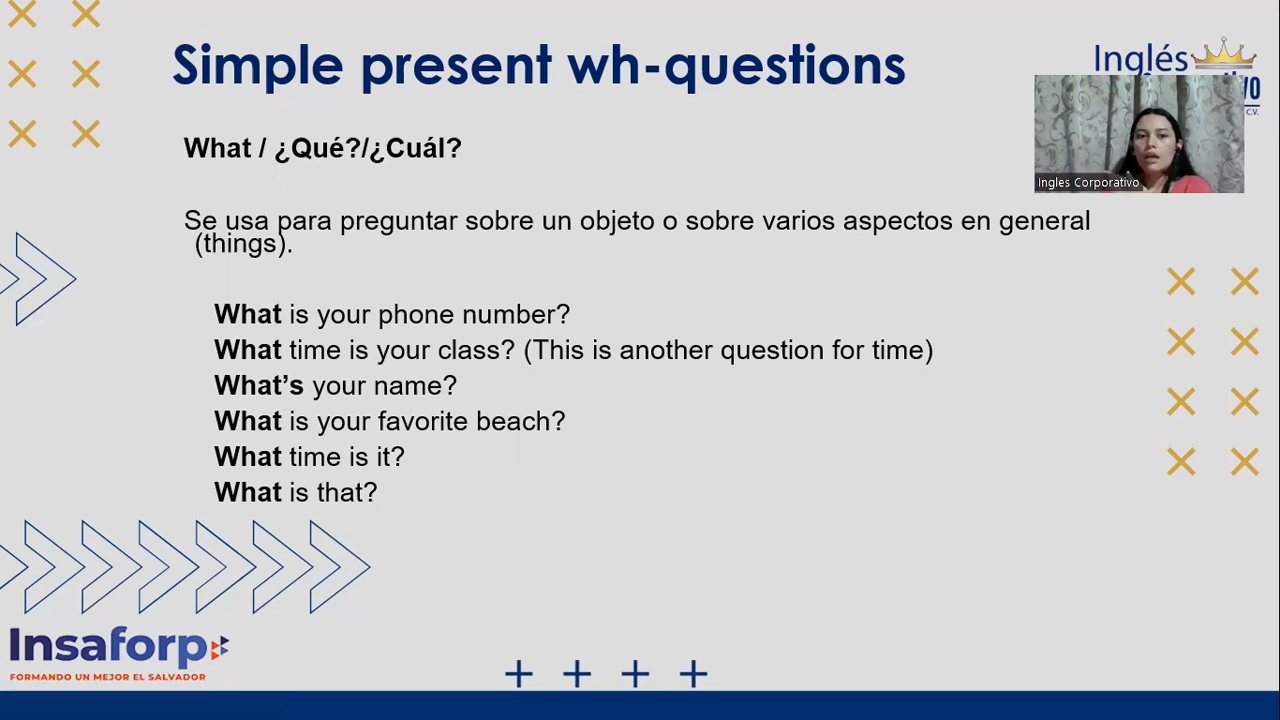 Simple present wh-questions
Inglés
vo
C.V.
Ingles Corporativo
What / ¿Qué?/¿Cuál?
Se usa para preguntar sobre un objeto o sobre varios aspectos en general
(things).
What is your phone number?
What time is your class? (This is another question for time)
What's your name?
What is your favorite beach?
What time is it?
What is that?
Insaforp
FORMANDO UN MEJOR EL SALVADOR